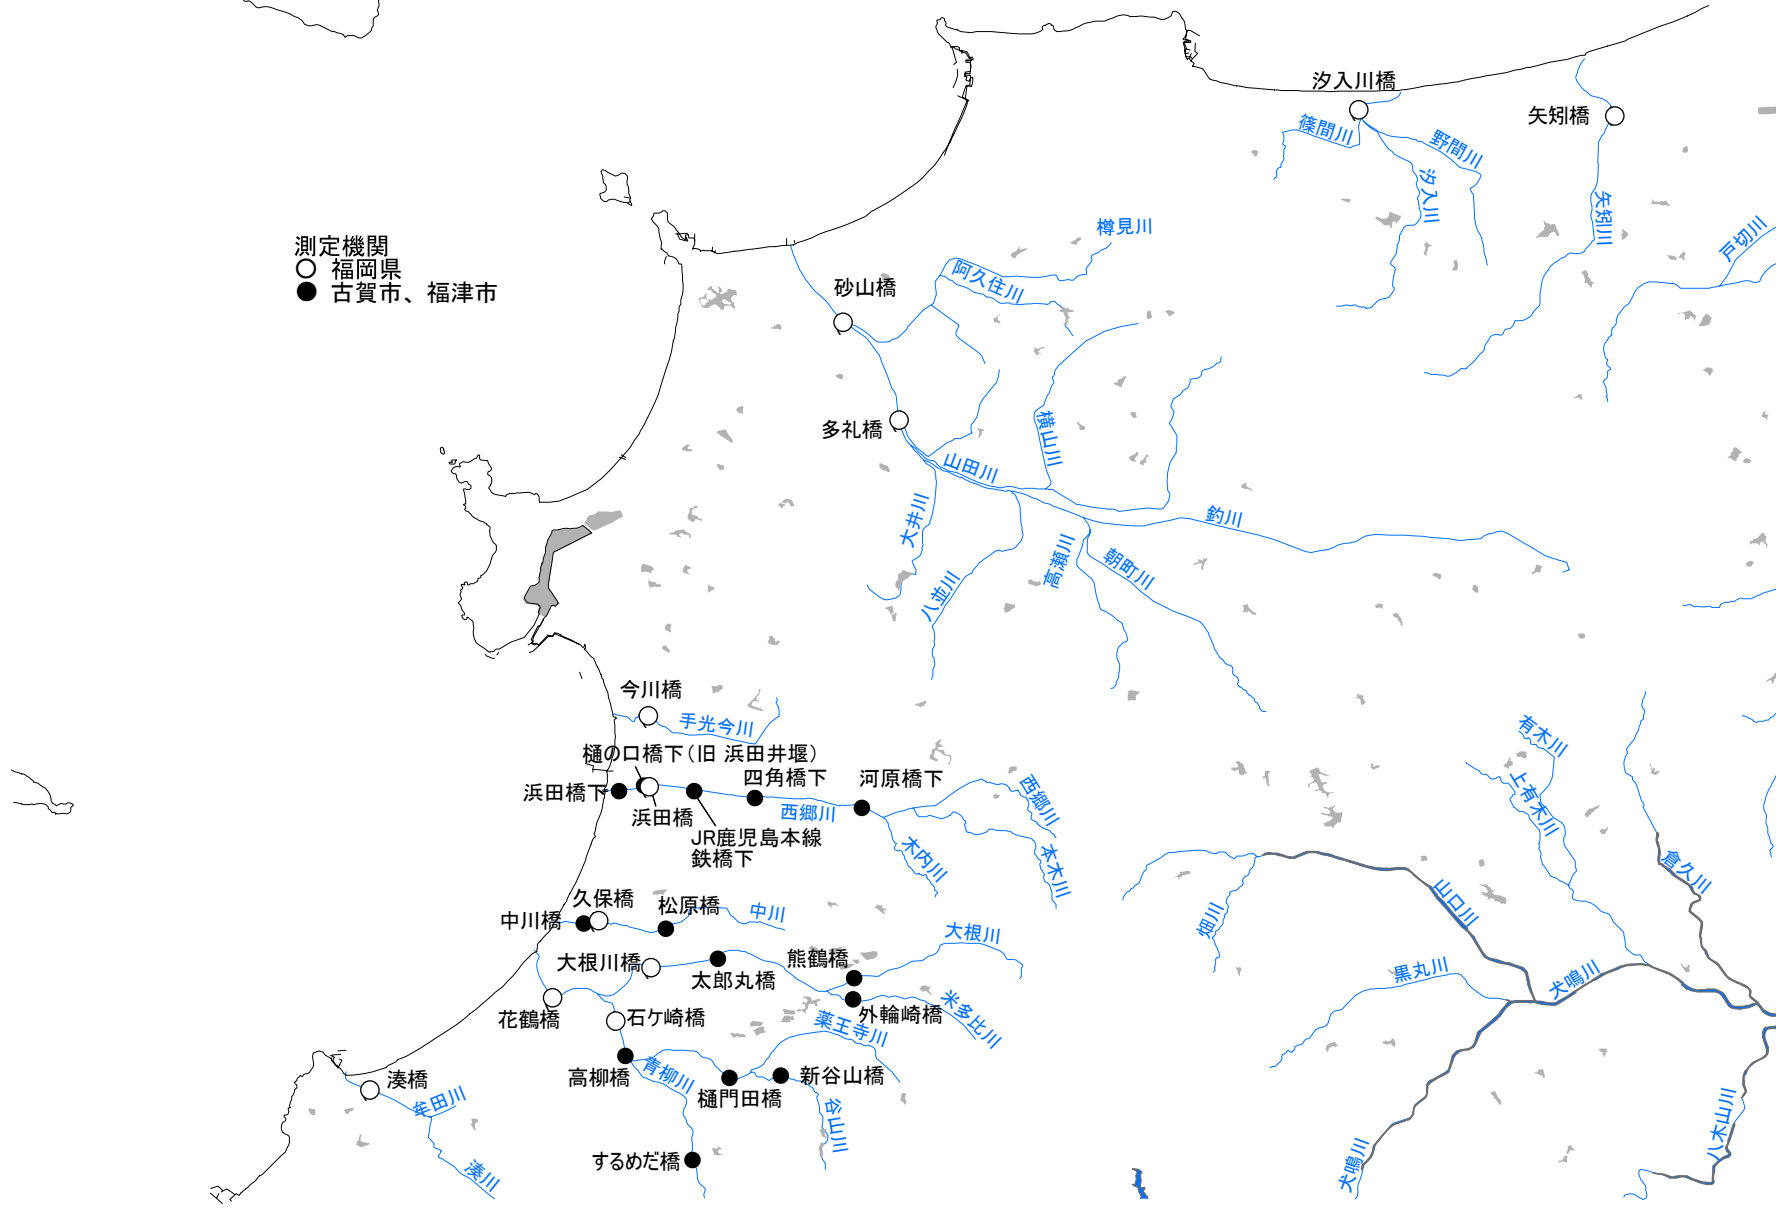 汐入川橋
矢矧橋
篠間川
野間川
汐入川
矢矧川
戸切川
樽見川
測定機関
○ 福岡県
● 古賀市、福津市
阿久住川
砂山橋
多礼橋
横山川
山田川
大井川
釣川
高瀬川
朝町川
八並川
今川橋
手光今川
有木川
樋の口橋下(旧 浜田井堰)
四角橋下
河原橋下
浜田橋下
浜田橋
西郷川
西郷川
上有木川
JR鹿児島本線
鉄橋下
木内川
本木川
倉久川
久保橋
松原橋
中川橋
中川
山口川
畑川
大根川
大根川橋
太郎丸橋
熊鶴橋
黒丸川
犬鳴川
花鶴橋
石ケ崎橋
外輪崎橋
米多比川
薬王寺川
高柳橋
青柳川
樋門田橋
新谷山橋
湊橋
牟田川
谷山川
八木山川
するめだ橋
湊川
犬鳴川